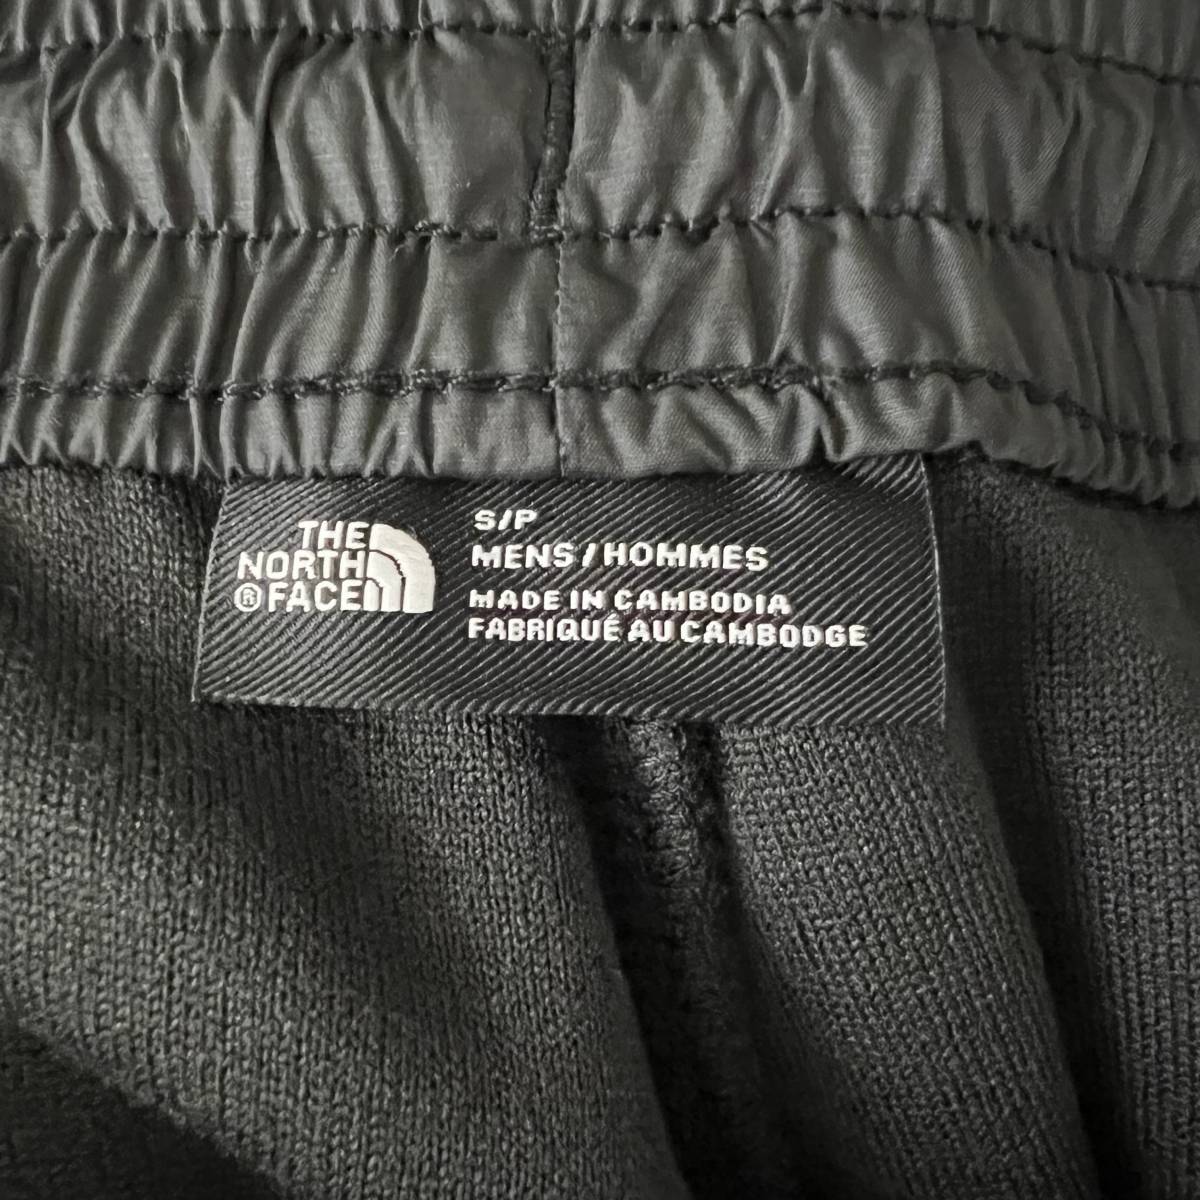 THE
NORTH
®FACE
S/P
MENS/HOMMES
MADE IN CAMBODIA
FABRIQUÉ AU CAMBODGE